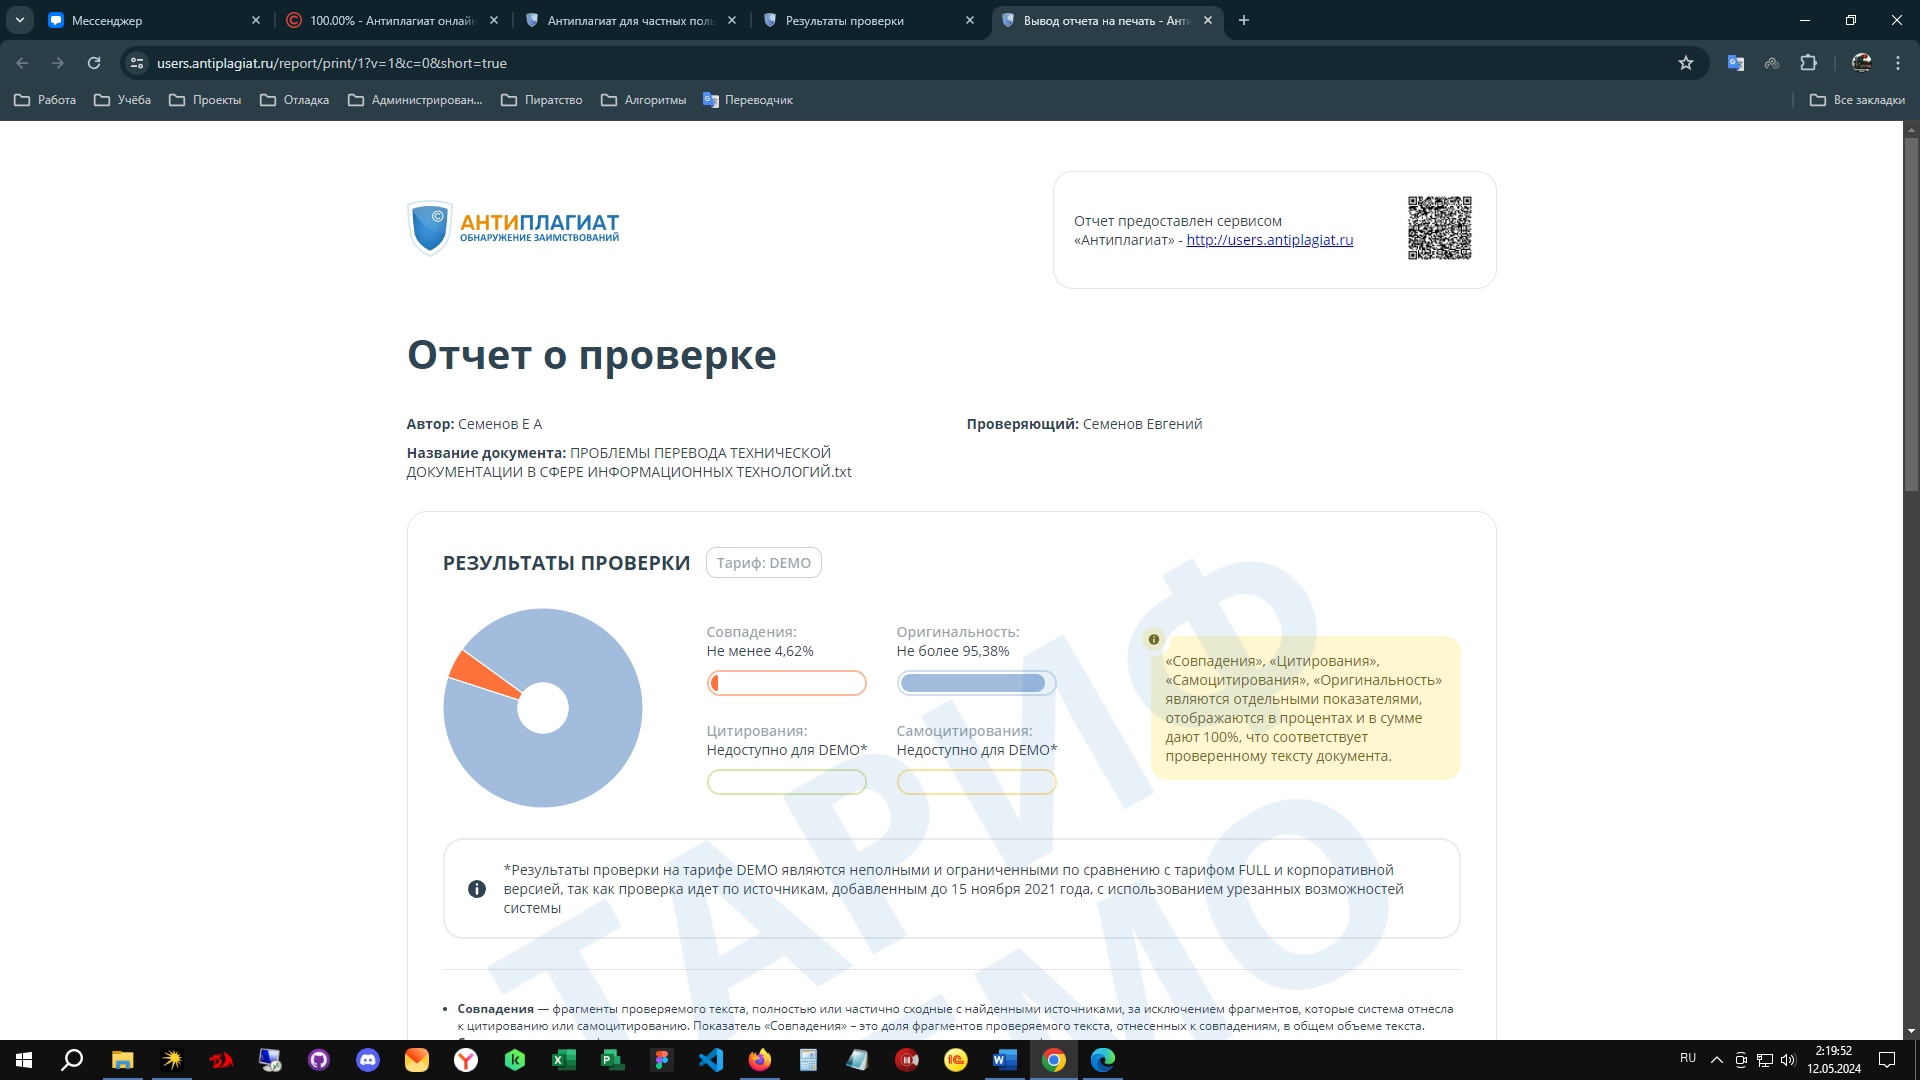 Мессенджер
100.00% - Антиплагиат онлайн
Антиплагиат для частных поль
Результаты проверки
Вывод отчета на печать - Анти
users.antiplagiat.ru/report/print/1?v=1&c=0&short=true
Работа
Учёба
Проекты
Отладка
Администрирован...
Пиратство
Алгоритмы
Переводчик
Все закладки
АНТИПЛАГИАТ
ОБНАРУЖЕНИЕ ЗАИМСТВОВАНИЙ
Отчет предоставлен сервисом
«Антиплагиат» - http://users.antiplagiat.ru
Отчет о проверке
Автор: Семенов Е А
Проверяющий: Семенов Евгений
Название документа: ПРОБЛЕМЫ ПЕРЕВОДА ТЕХНИЧЕСКОЙ
ДОКУМЕНТАЦИИ В СФЕРЕ ИНФОРМАЦИОННЫХ ТЕХНОЛОГИЙ.txt
РЕЗУЛЬТАТЫ ПРОВЕРКИ
Тариф: DEMO
Совпадения:
Не менее 4,62%
Оригинальность:
Не более 95,38%
Цитирования:
Недоступно для DEMO*
Самоцитирования:
Недоступно для DEMO*
«Совпадения», «Цитирования»,
«Самоцитирования», «Оригинальность»
являются отдельными показателями,
отображаются в процентах и в сумме
дают 100%, что соответствует
проверенному тексту документа.
*Результаты проверки на тарифе DEMO являются неполными и ограниченными по сравнению с тарифом FULL и корпоративной
версией, так как проверка идет по источникам, добавленным до 15 ноября 2021 года, с использованием урезанных возможностей
системы
ТАРИФ
• Совпадения — фрагменты проверяемого текста, полностью или частично сходные с найденными источниками, за исключением фрагментов, которые система отнесла
к цитированию или самоцитированию. Показатель «Совпадения» – это доля фрагментов проверяемого текста, отнесенных к совпадениям, в общем объеме текста.
RU
2:19:52
12.05.2024